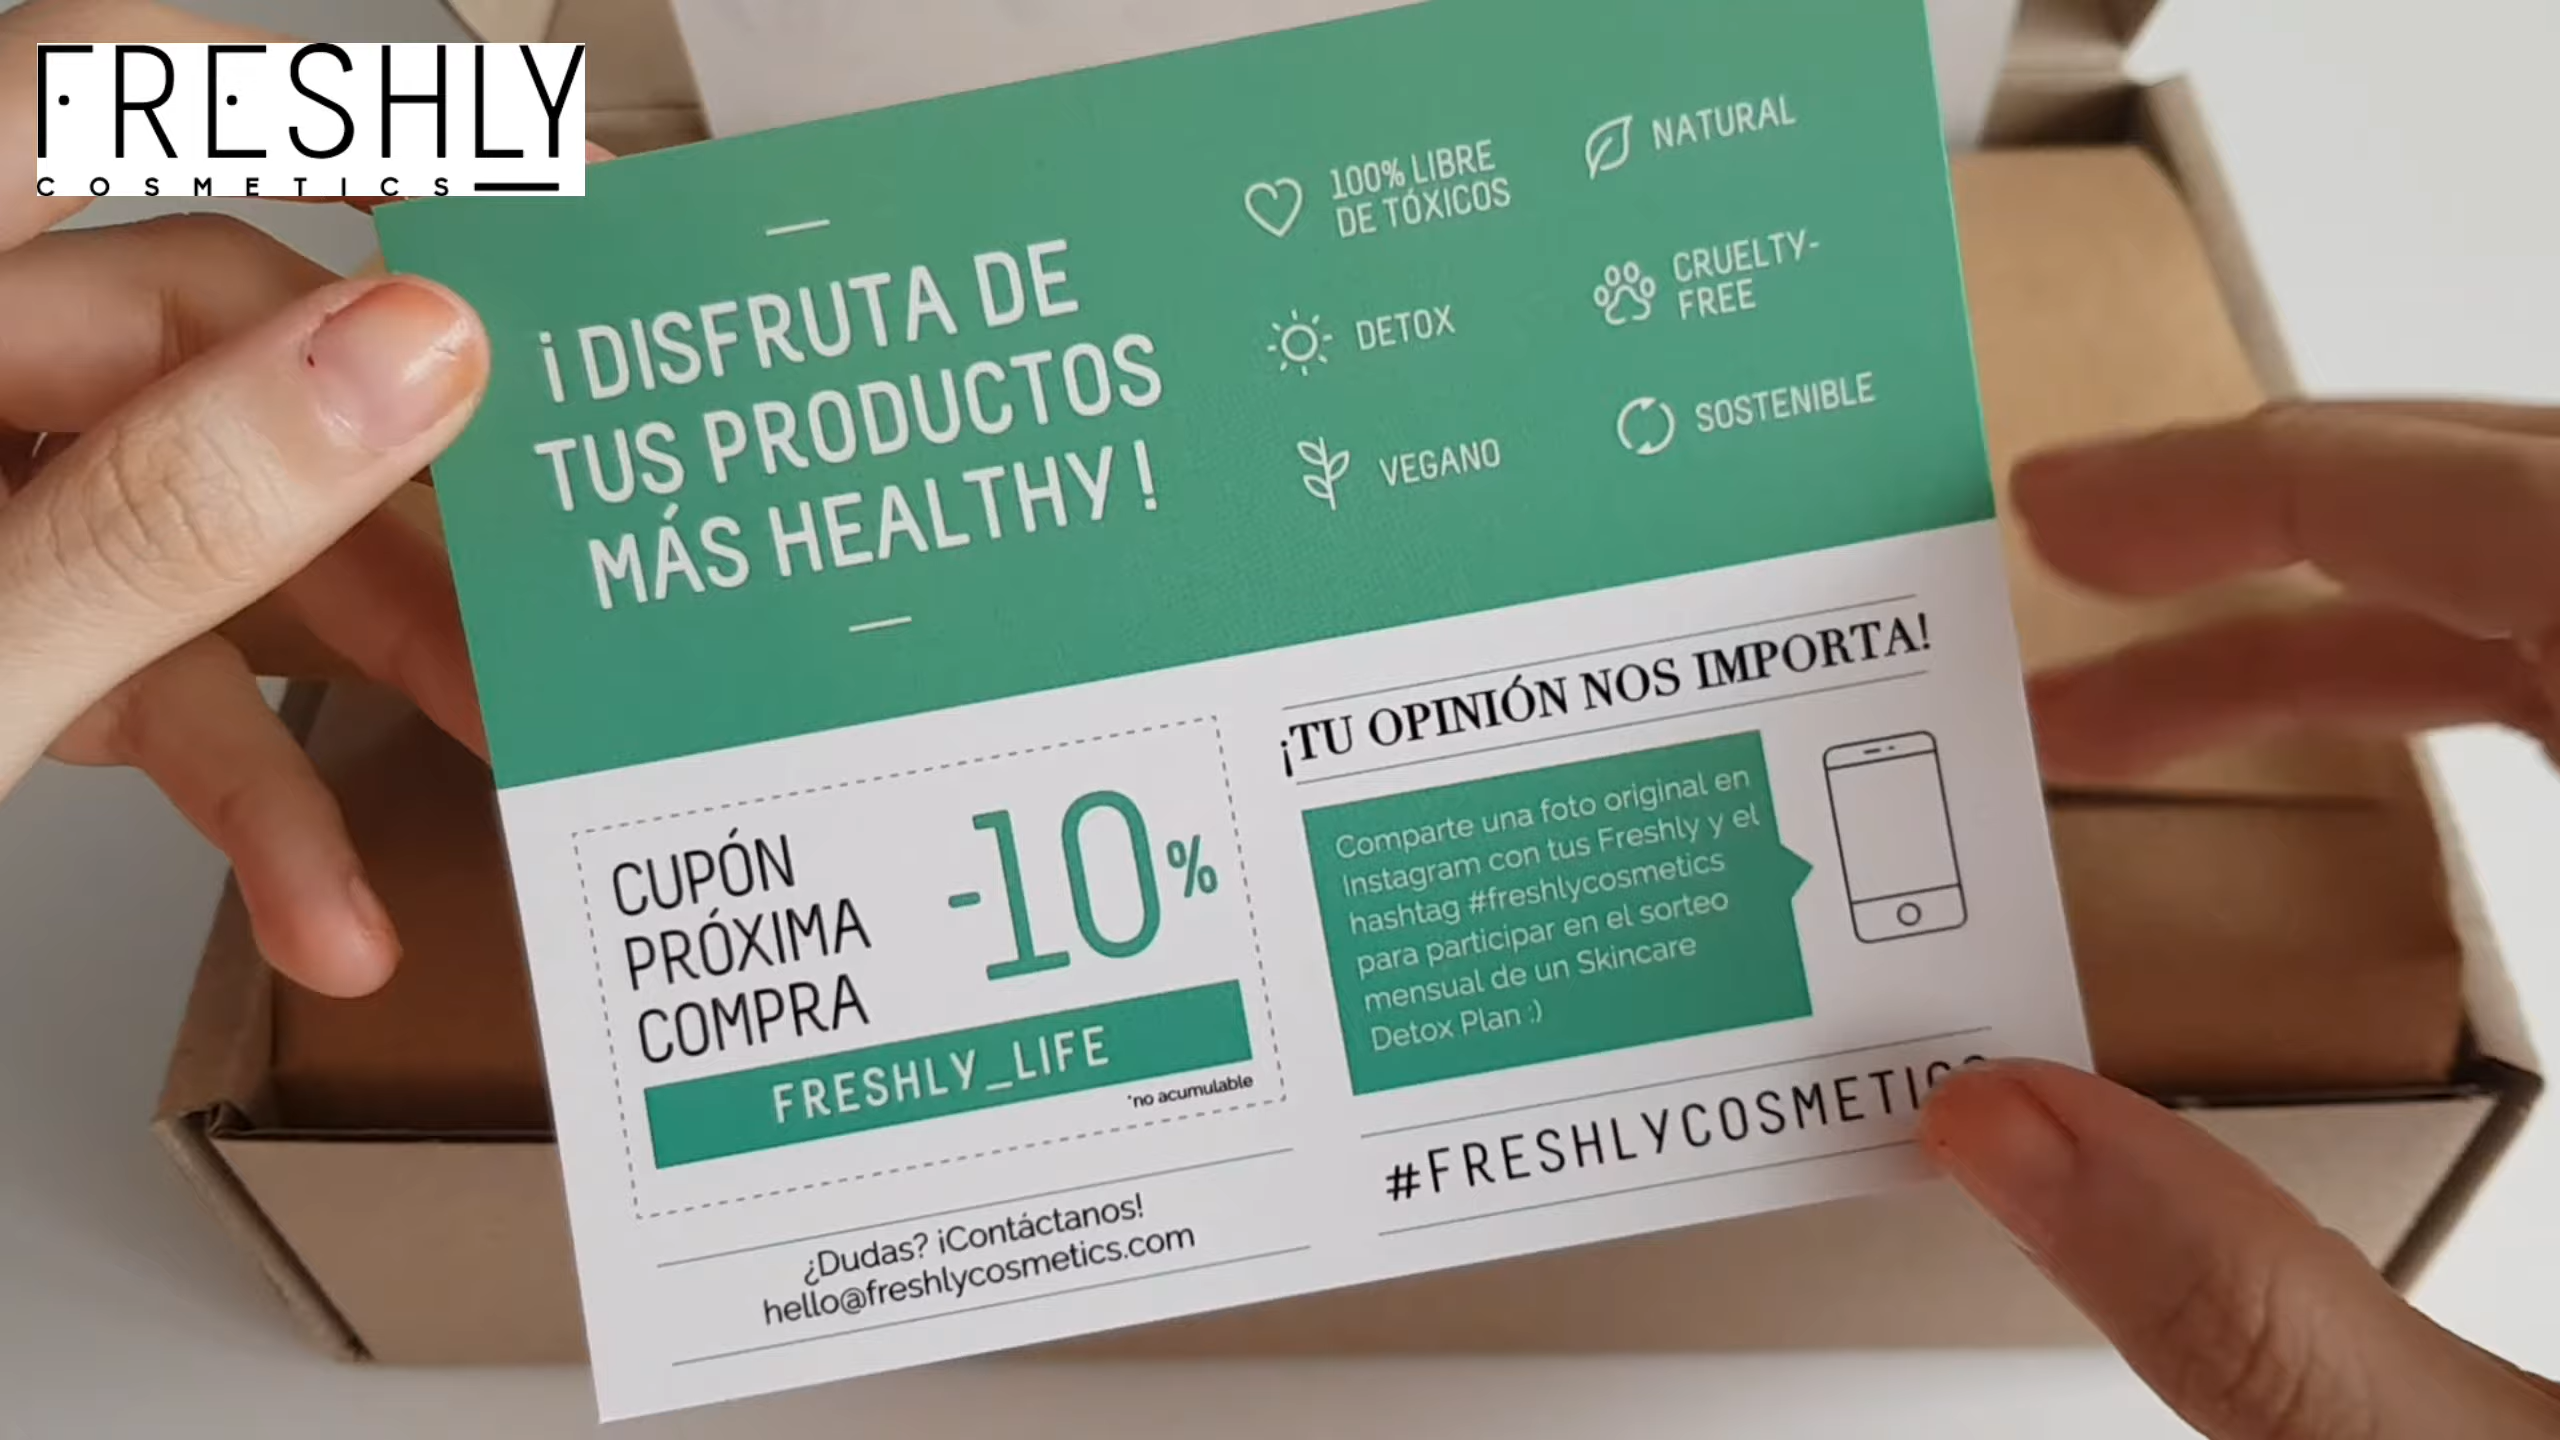 FRESHLY
COSMETICS
¡DISFRUTA DE
TUS PRODUCTOS
MÁS HEALTHY!
100% LIBRE
DE TÓXICOS
NATURAL
DETOX
CRUELTY-
FREE
VEGANO
SOSTENIBLE
CUPÓN
PRÓXIMA
COMPRA
-10%
FRESHLY_LIFE
*no acumulable
¿Dudas? ¡Contáctanos!
hello@freshlycosmetics.com
¡TU OPINIÓN NOS IMPORTA!
Comparte una foto original en
Instagram con tus Freshly y el
hashtag #freshlycosmetics
para participar en el sorteo
mensual de un Skincare
Detox Plan :)
#FRESHLYCOSMETICS